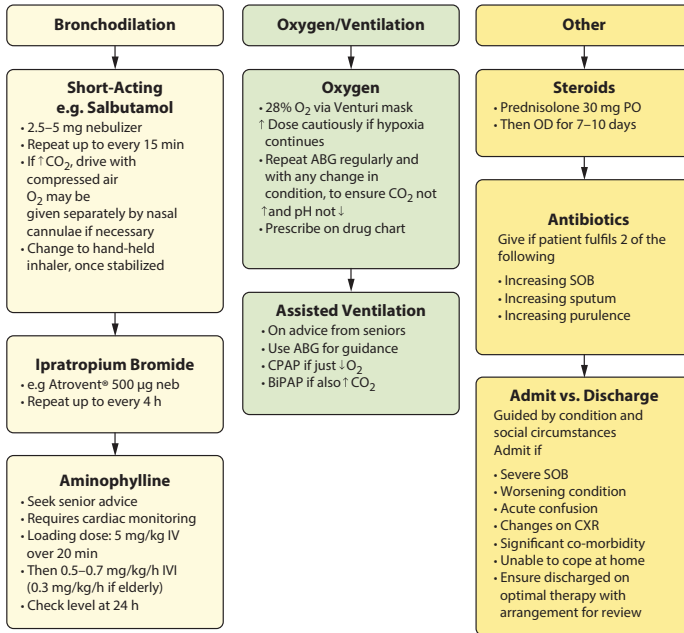 Bronchodilation
Short-Acting
e.g. Salbutamol
• 2.5–5 mg nebulizer
• Repeat up to every 15 min
• If ↑CO₂, drive with
compressed air
O₂ may be
given separately by nasal
cannulae if necessary
• Change to hand-held
inhaler, once stabilized
Ipratropium Bromide
• e.g Atrovent® 500 µg neb
• Repeat up to every 4 h
Aminophylline
• Seek senior advice
• Requires cardiac monitoring
• Loading dose: 5 mg/kg IV
over 20 min
• Then 0.5–0.7 mg/kg/h IVI
(0.3 mg/kg/h if elderly)
• Check level at 24 h
Oxygen/Ventilation
Oxygen
• 28% O₂ via Venturi mask
↑ Dose cautiously if hypoxia
continues
• Repeat ABG regularly and
with any change in
condition, to ensure CO₂ not
↑and pH not ↓
• Prescribe on drug chart
Assisted Ventilation
• On advice from seniors
• Use ABG for guidance
• CPAP if just ↓O₂
• BiPAP if also ↑CO₂
Other
Steroids
• Prednisolone 30 mg PO
• Then OD for 7–10 days
Antibiotics
Give if patient fulfils 2 of the
following
• Increasing SOB
• Increasing sputum
• Increasing purulence
Admit vs. Discharge
Guided by condition and
social circumstances
Admit if
• Severe SOB
• Worsening condition
• Acute confusion
• Changes on CXR
• Significant co-morbidity
• Unable to cope at home
• Ensure discharged on
optimal therapy with
arrangement for review